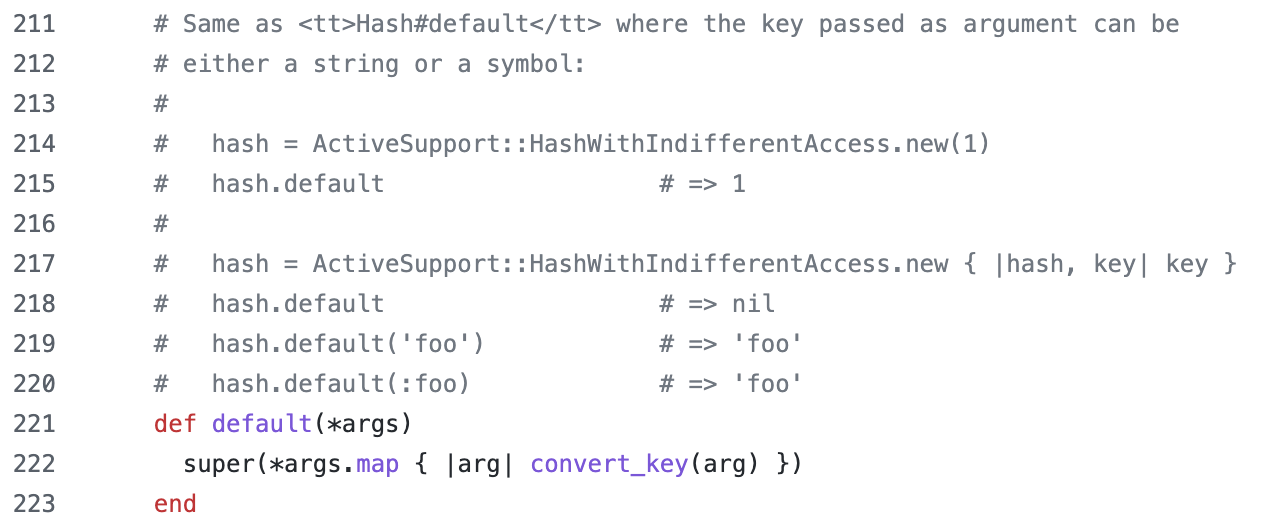 211 # Same as <tt>Hash#default</tt> where the key passed as argument can be
212 # either a string or a symbol:
213 #
214 #   hash = ActiveSupport::HashWithIndifferentAccess.new(1)
215 #   hash.default                   # => 1
216 #
217 #   hash = ActiveSupport::HashWithIndifferentAccess.new { |hash, key| key }
218 #   hash.default                   # => nil
219 #   hash.default('foo')            # => 'foo'
220 #   hash.default(:foo)             # => 'foo'
221 def default(*args)
222   super(*args.map { |arg| convert_key(arg) })
223 end